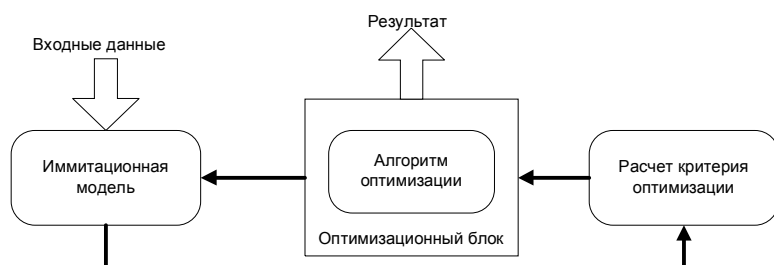 Результат
Входные данные
Иммитационная
модель
Алгоритм
оптимизации
Оптимизационный блок
Расчет критерия
оптимизации